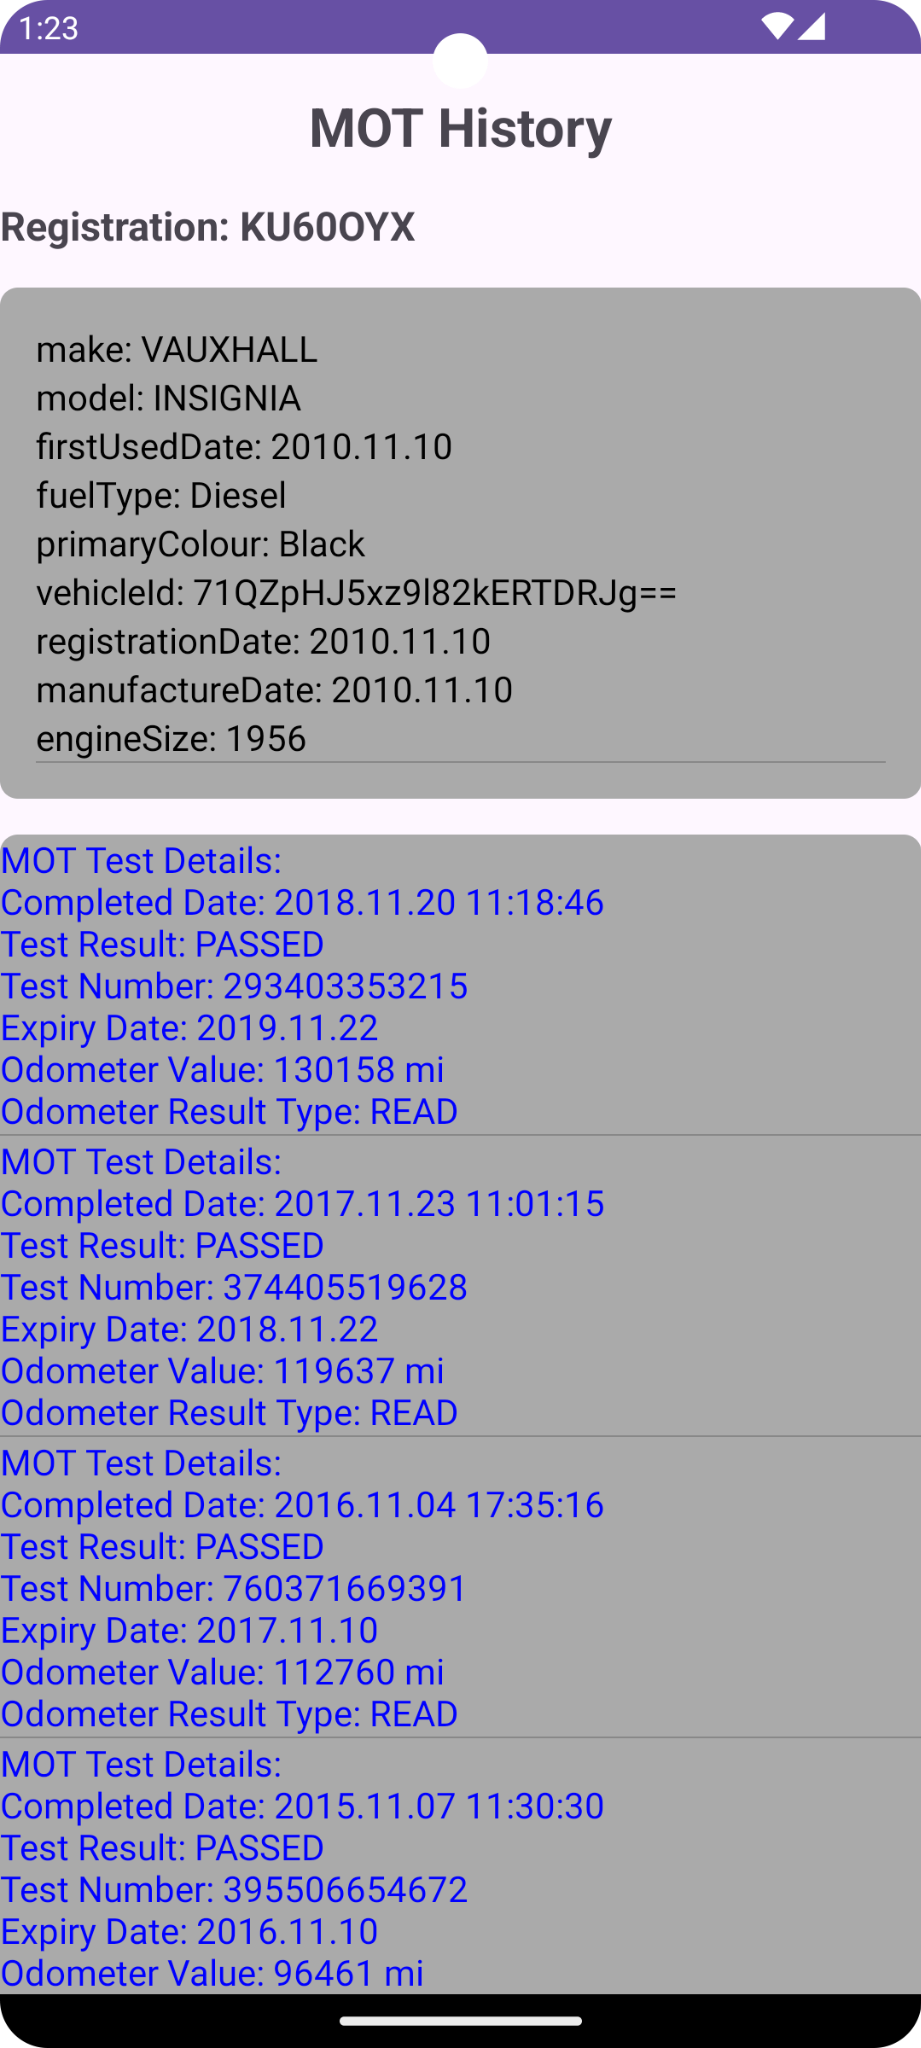 1:23
MOT History
Registration: KU60OYX
make: VAUXHALL
model: INSIGNIA
firstUsedDate: 2010.11.10
fuelType: Diesel
primaryColour: Black
vehicleId: 71QZpHJ5xz9l82kERTDRJg==
registrationDate: 2010.11.10
manufactureDate: 2010.11.10
engineSize: 1956
MOT Test Details:
Completed Date: 2018.11.20 11:18:46
Test Result: PASSED
Test Number: 293403353215
Expiry Date: 2019.11.22
Odometer Value: 130158 mi
Odometer Result Type: READ
MOT Test Details:
Completed Date: 2017.11.23 11:01:15
Test Result: PASSED
Test Number: 374405519628
Expiry Date: 2018.11.22
Odometer Value: 119637 mi
Odometer Result Type: READ
MOT Test Details:
Completed Date: 2016.11.04 17:35:16
Test Result: PASSED
Test Number: 760371669391
Expiry Date: 2017.11.10
Odometer Value: 112760 mi
Odometer Result Type: READ
MOT Test Details:
Completed Date: 2015.11.07 11:30:30
Test Result: PASSED
Test Number: 395506654672
Expiry Date: 2016.11.10
Odometer Value: 96461 mi